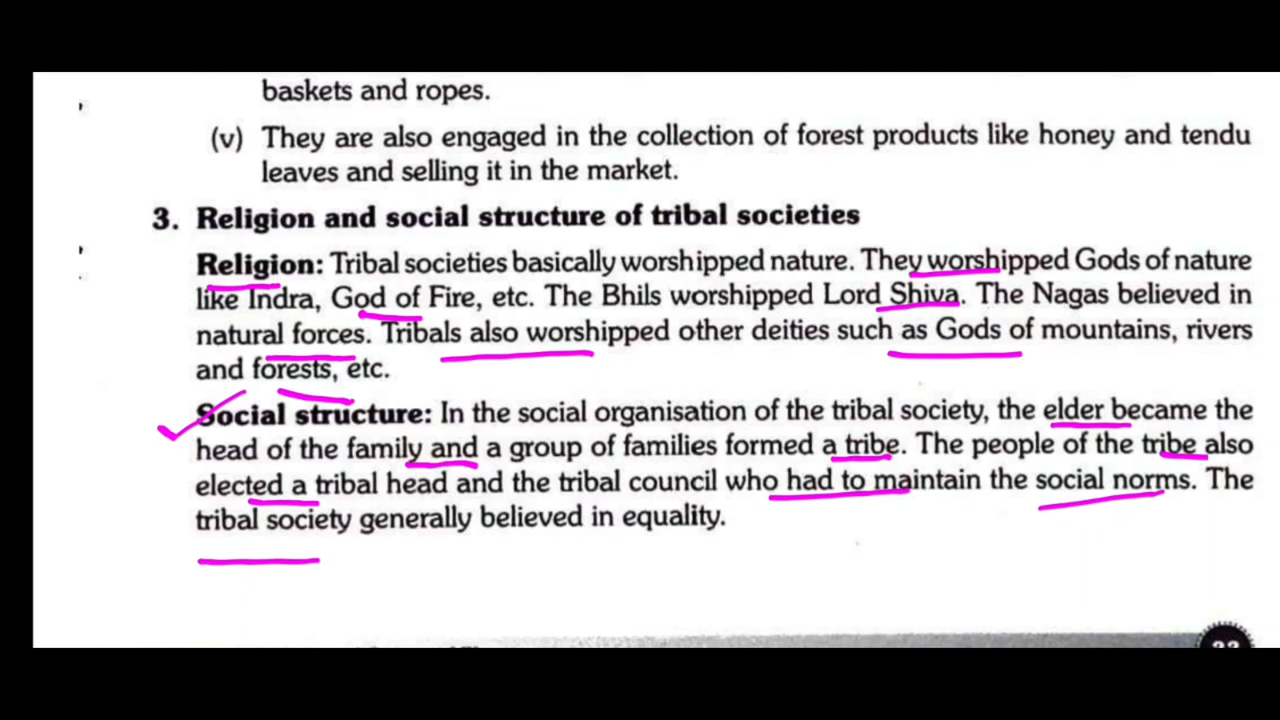 baskets and ropes.
(v) They are also engaged in the collection of forest products like honey and tendu
leaves and selling it in the market.
3. Religion and social structure of tribal societies
Religion: Tribal societies basically worshipped nature. They worshipped Gods of nature
like Indra, God of Fire, etc. The Bhils worshipped Lord Shiva. The Nagas believed in
natural forces. Tribals also worshipped other deities such as Gods of mountains, rivers
and forests, etc.
Social structure: In the social organisation of the tribal society, the elder became the
head of the family and a group of families formed a tribe. The people of the tribe also
elected a tribal head and the tribal council who had to maintain the social norms. The
tribal society generally believed in equality.